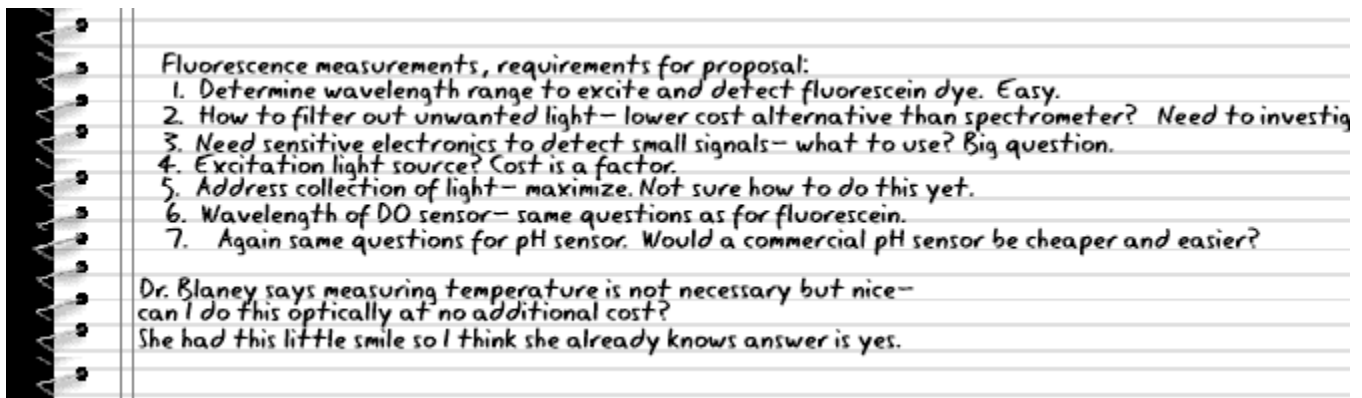 Fluorescence measurements, requirements for proposal:
1. Determine wavelength range to excite and detect fluorescein dye. Easy.
2. How to filter out unwanted light— lower cost alternative than spectrometer? Need to
3. Need sensitive electronics to detect small signals— what to use? Big question.
4. Excitation light source? Cost is a factor.
5. Address collection of light— maximize. Not sure how to do this yet.
6. Wavelength of DO sensor— same questions as for fluorescein.
7. Again same questions for pH sensor. Would a commercial pH sensor be cheaper and easier?
Dr. Blaney says measuring temperature is not necessary but nice—
can I do this optically at no additional cost?
She had this little smile so I think she already knows answer is yes.